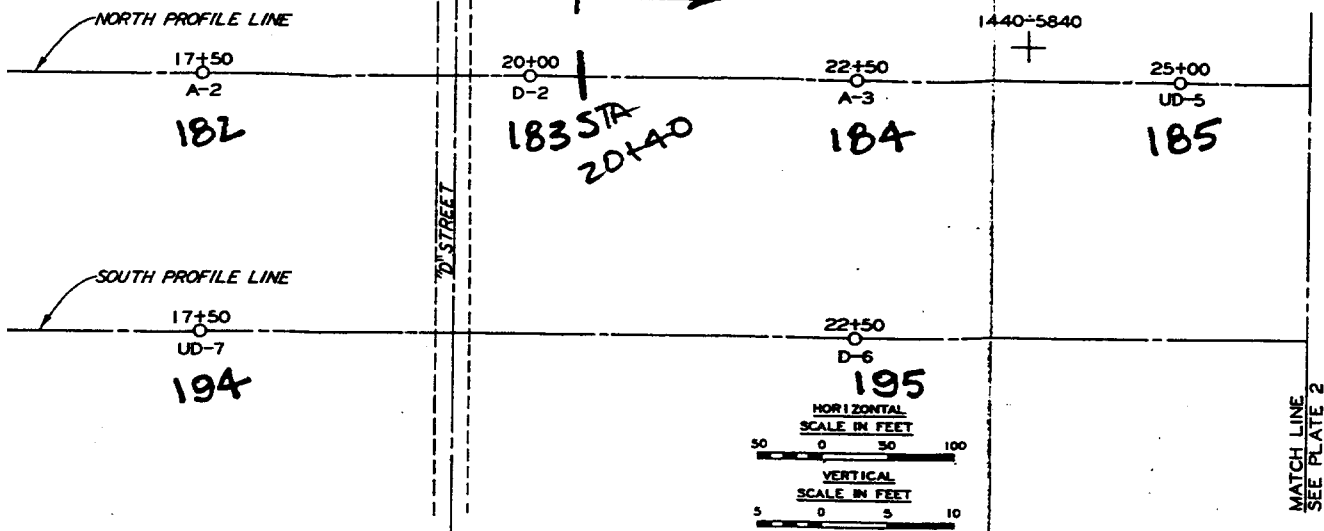 NORTH PROFILE LINE
1440-5840
17+50
20+00
22+50
25+00
A-2
D-2
A-3
UD-5
182
183
STA
20+40
184
185
"D" STREET
SOUTH PROFILE LINE
17+50
22+50
UD-7
D-6
194
195
HORIZONTAL
SCALE IN FEET
50 0 50 100
VERTICAL
SCALE IN FEET
5 0 5 10
MATCH LINE
SEE PLATE 2